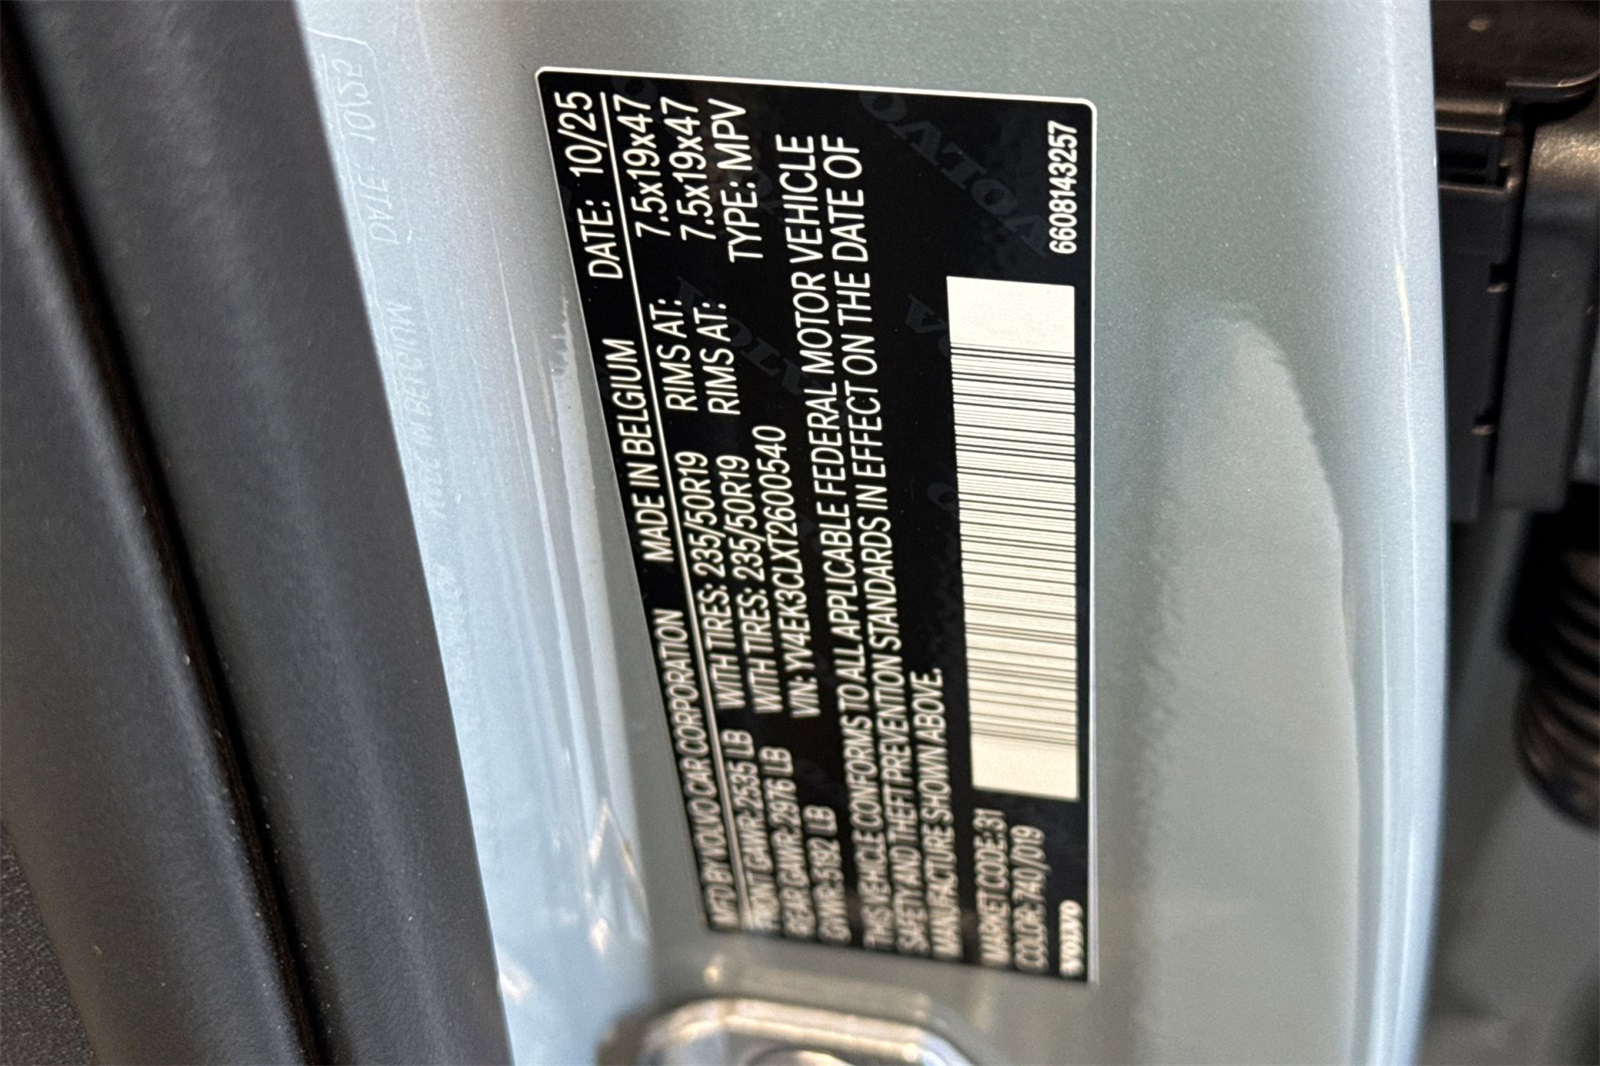 MFD BY VOLVO CAR CORPORATION MADE IN BELGIUM DATE: 10/25
FRONT GAWR: 2535 LB WITH TIRES: 235/50R19 RIMS AT: 7.5x19x47
REAR GAWR: 2976 LB WITH TIRES: 235/50R19 RIMS AT: 7.5x19x47
GVWR: 5192 LB VIN: YV4EK3CLXT2600540 TYPE: MPV
THIS VEHICLE CONFORMS TO ALL APPLICABLE FEDERAL MOTOR VEHICLE
SAFETY AND THEFT PREVENTION STANDARDS IN EFFECT ON THE DATE OF
MANUFACTURE SHOWN ABOVE.
MARKET CODE: 31
COLOR: 740/019
VOLVO
6608143257